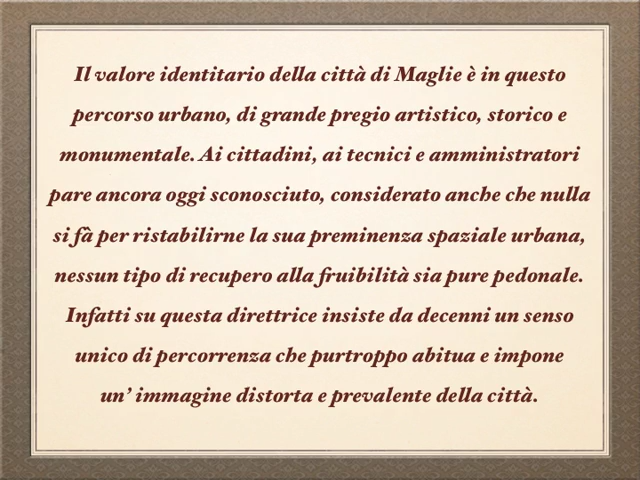 Il valore identitario della città di Maglie è in questo
percorso urbano, di grande pregio artistico, storico e
monumentale. Ai cittadini, ai tecnici e amministratori
pare ancora oggi sconosciuto, considerato anche che nulla
si fà per ristabilirne la sua preminenza spaziale urbana,
nessun tipo di recupero alla fruibilità sia pure pedonale.
Infatti su questa direttrice insiste da decenni un senso
unico di percorrenza che purtroppo abitua e impone
un’ immagine distorta e prevalente della città.